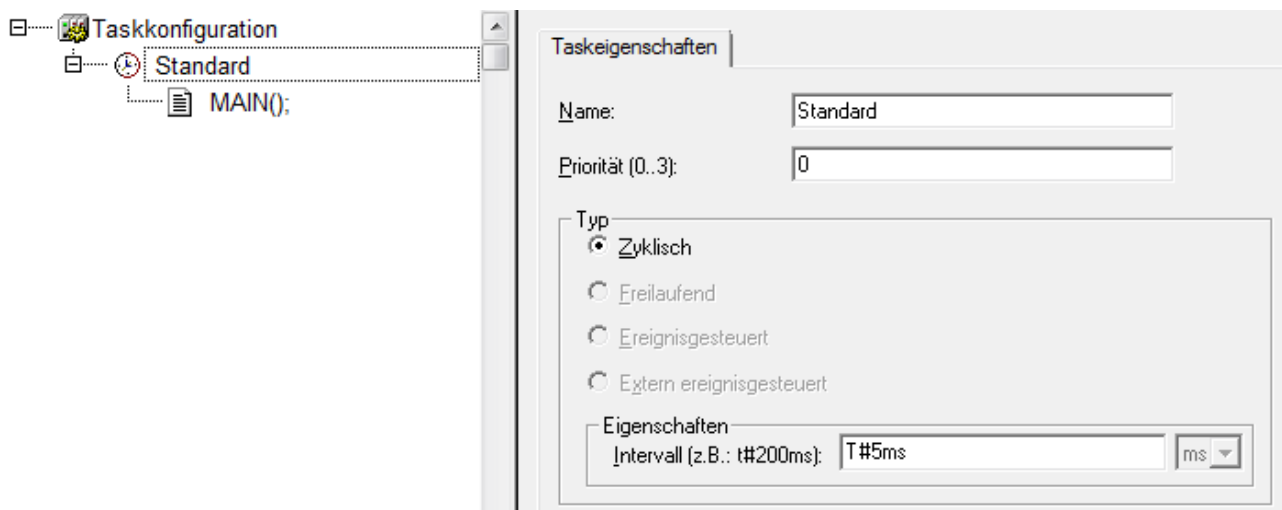 Taskkonfiguration
Standard
MAIN();
Taskeigenschaften
Name: Standard
Priorität (0..3): 0
Typ
Zyklisch
Freilaufend
Ereignisgesteuert
Extern ereignisgesteuert
Eigenschaften
Intervall (z.B.: t#200ms): T#5ms ms